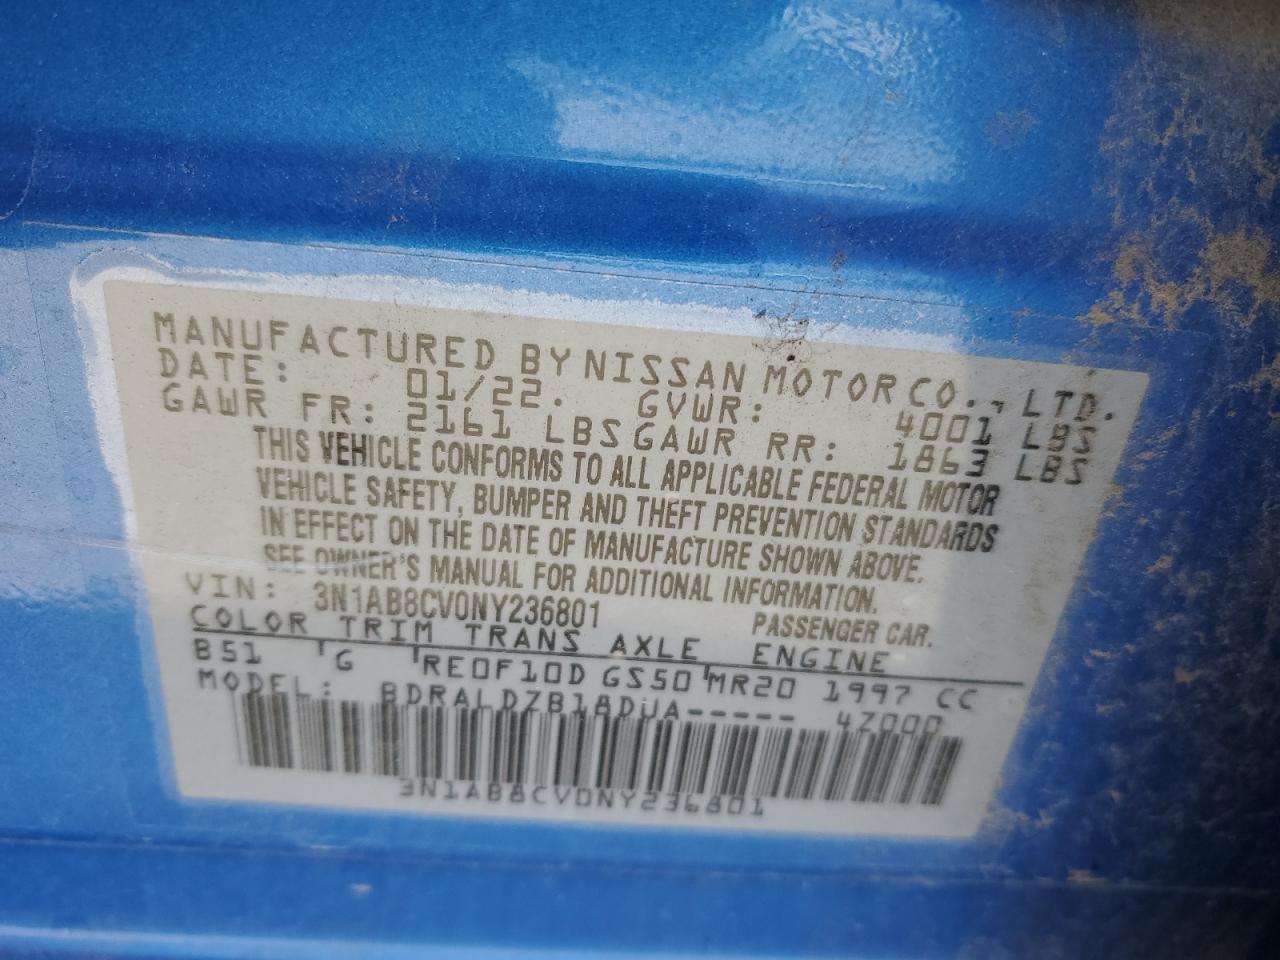 MANUFACTURED BY NISSAN MOTOR CO., LTD.
DATE: 01/22. GVWR: 4001 LBS
GAWR FR: 2161 LBS GAWR RR: 1863 LBS
THIS VEHICLE CONFORMS TO ALL APPLICABLE FEDERAL MOTOR
VEHICLE SAFETY, BUMPER AND THEFT PREVENTION STANDARDS
IN EFFECT ON THE DATE OF MANUFACTURE SHOWN ABOVE.
SEE OWNER'S MANUAL FOR ADDITIONAL INFORMATION.
VIN: 3N1AB8CV0NY236801 PASSENGER CAR.
COLOR TRIM TRANS AXLE ENGINE
B51 G RE0F10D GS50 MR20 1997 CC
MODEL: BDRALDZB18DUA----- 4Z000
3N1AB8CV0NY236801